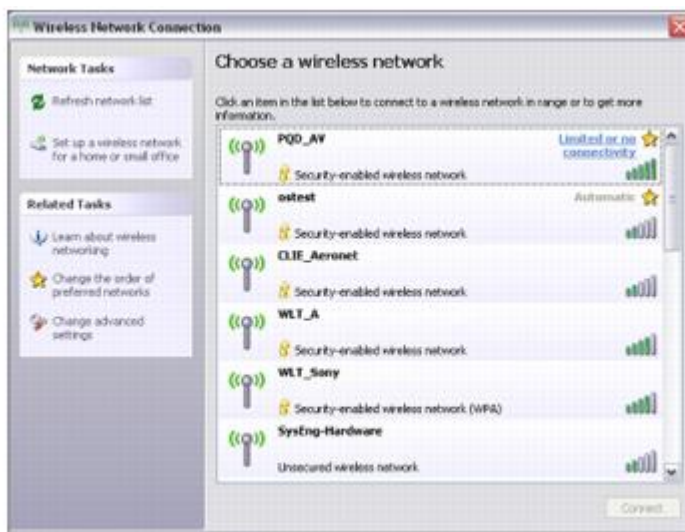 Wireless Network Connection
Network Tasks
Refresh network list
Set up a wireless network
for a home or small office
Related Tasks
Learn about wireless
networking
Change the order of
preferred networks
Change advanced
settings
Choose a wireless network
Click an item in the list below to connect to a wireless network in range or to get more
information.
PQD_AV
Limited or no
connectivity
Security-enabled wireless network
ostest
Automatic
Security-enabled wireless network
CLIE_Aeronet
Security-enabled wireless network
WLT_A
Security-enabled wireless network
WLT_Sony
Security-enabled wireless network (WPA)
SysEng-Hardware
Unsecured wireless network
Connect